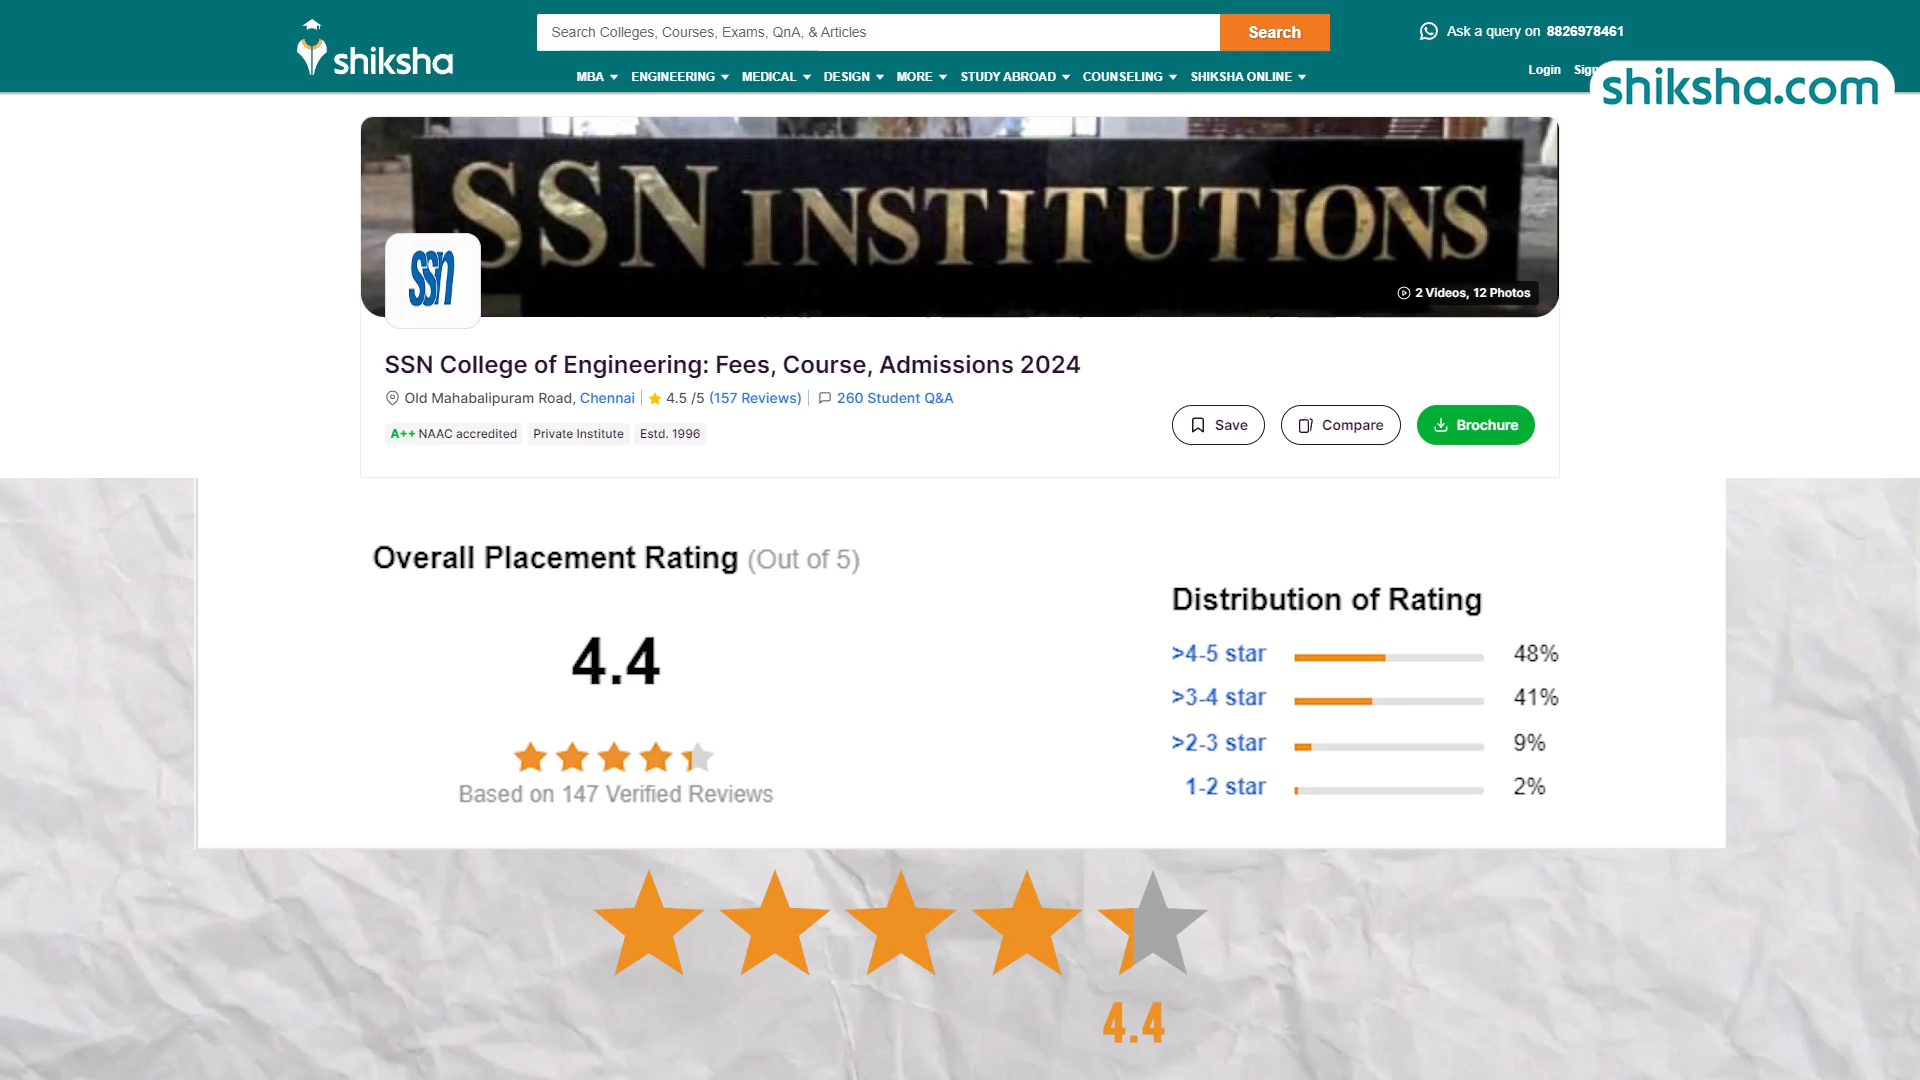 shiksha
Search Colleges, Courses, Exams, QnA, & Articles
Search
Ask a query on 8826978461
MBA ENGINEERING MEDICAL DESIGN MORE STUDY ABROAD COUNSELING SHIKSHA ONLINE
Login
shiksha.com
SSN INSTITUTIONS
ssn
2 Videos, 12 Photos
SSN College of Engineering: Fees, Course, Admissions 2024
Old Mahabalipuram Road, Chennai 4.5 /5 (157 Reviews) 260 Student Q&A
A++ NAAC accredited Private Institute Estd. 1996
Save Compare Brochure
Overall Placement Rating (Out of 5)
4.4
Based on 147 Verified Reviews
Distribution of Rating
>4-5 star 48%
>3-4 star 41%
>2-3 star 9%
1-2 star 2%
4.4